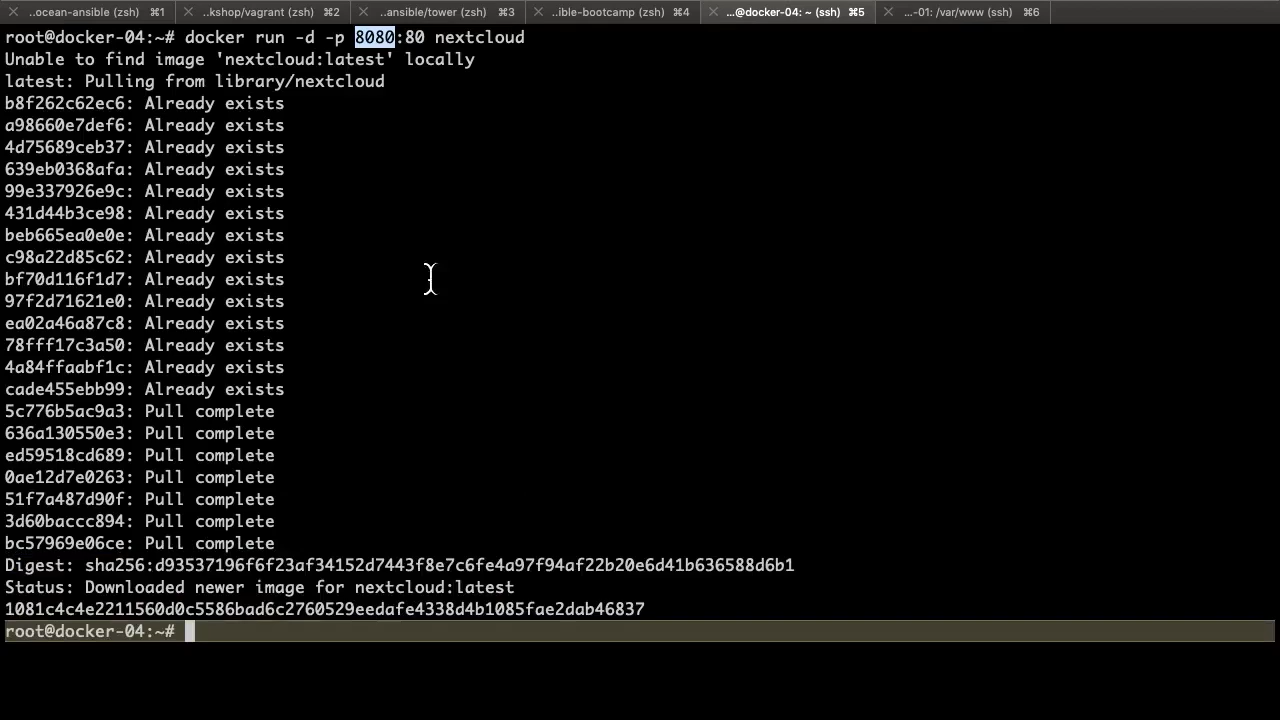 ..ocean-ansible (zsh) ⌘1 ..kshop/vagrant (zsh) ⌘2 ...ansible/tower (zsh) ⌘3 ..ible-bootcamp (zsh) ⌘4 ...@docker-04: ~ (ssh) ⌘5 ...-01: /var/www (ssh) ⌘6
root@docker-04:~# docker run -d -p 8080:80 nextcloud
Unable to find image 'nextcloud:latest' locally
latest: Pulling from library/nextcloud
b8f262c62ec6: Already exists
a98660e7def6: Already exists
4d75689ceb37: Already exists
639eb0368afa: Already exists
99e337926e9c: Already exists
431d44b3ce98: Already exists
beb665ea0e0e: Already exists
c98a22d85c62: Already exists
bf70d116f1d7: Already exists
97f2d71621e0: Already exists
ea02a46a87c8: Already exists
78fff17c3a50: Already exists
4a84ffaabf1c: Already exists
cade455ebb99: Already exists
5c776b5ac9a3: Pull complete
636a130550e3: Pull complete
ed59518cd689: Pull complete
0ae12d7e0263: Pull complete
51f7a487d90f: Pull complete
3d60baccc894: Pull complete
bc57969e06ce: Pull complete
Digest: sha256:d93537196f6f23af34152d7443f8e7c6fe4a97f94af22b20e6d41b636588d6b1
Status: Downloaded newer image for nextcloud:latest
1081c4c4e2211560d0c5586bad6c2760529eedafe4338d4b1085fae2dab46837
root@docker-04:~#